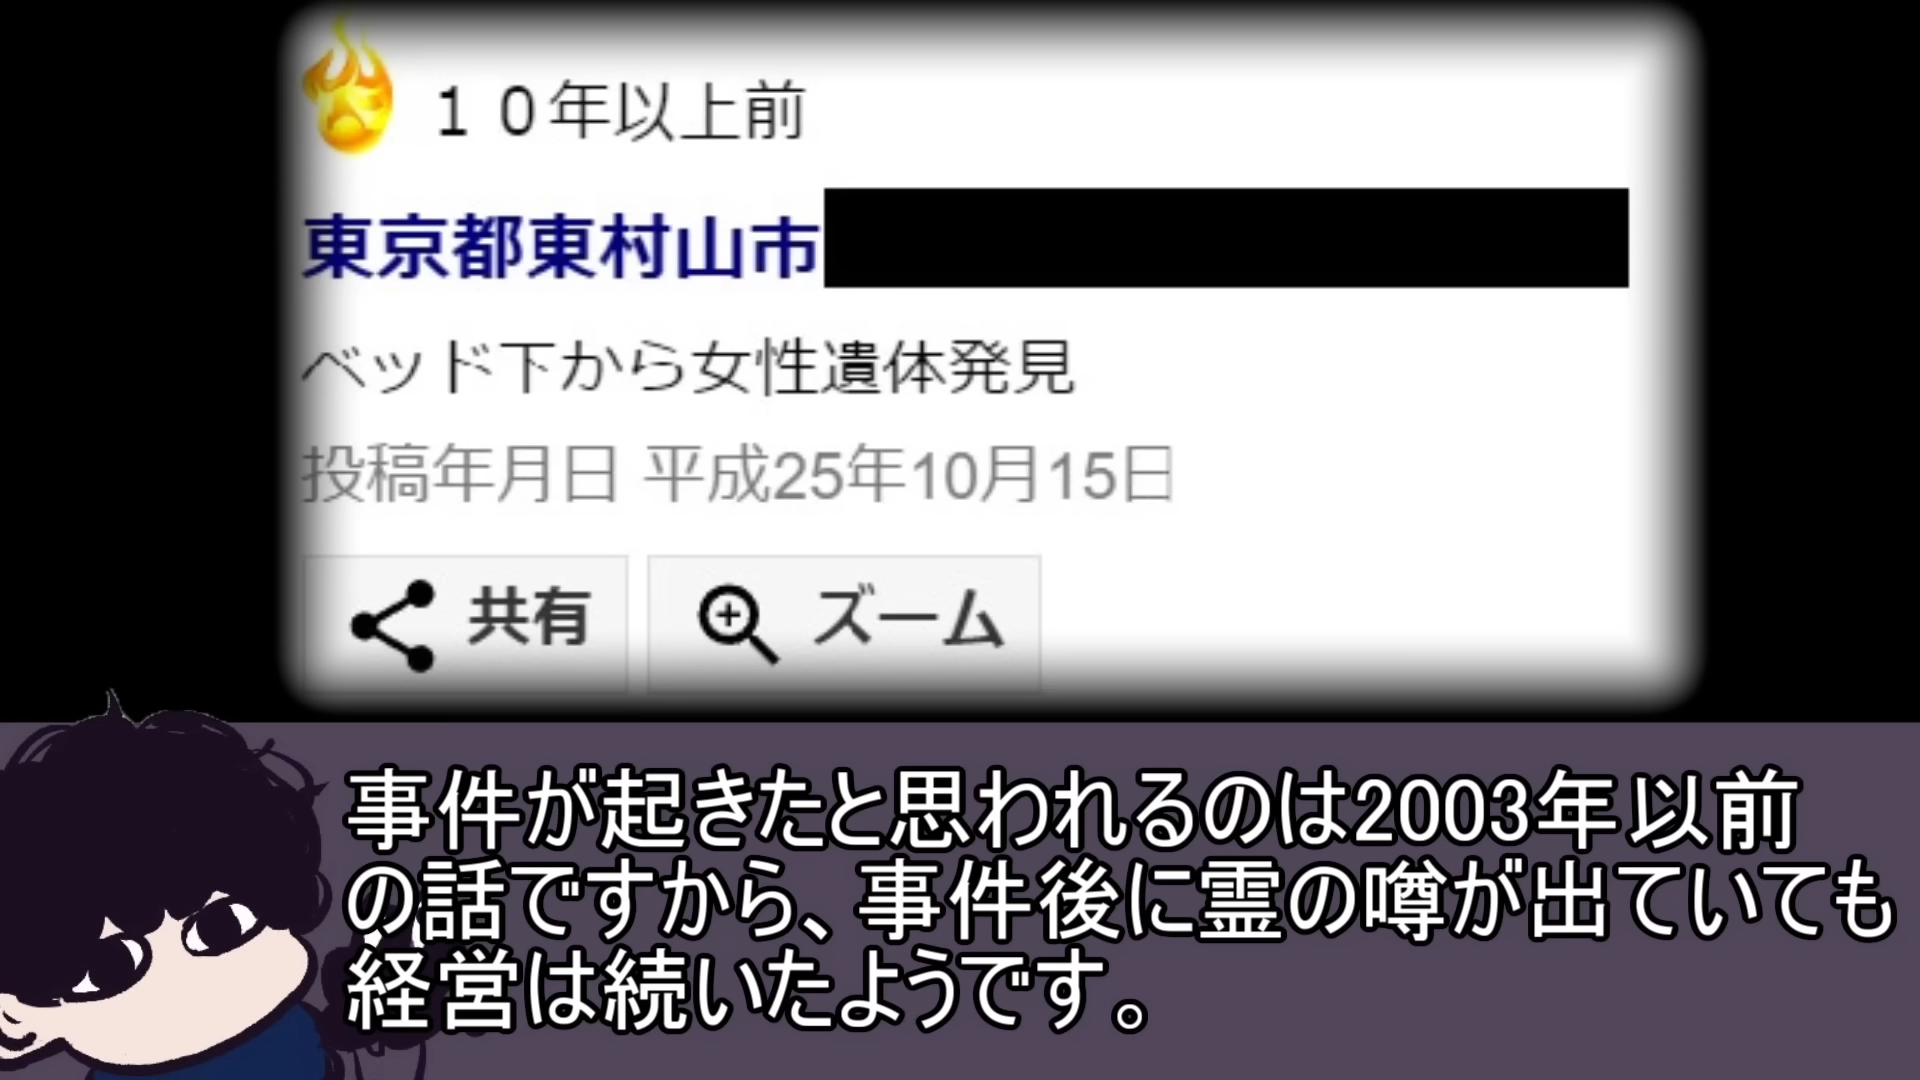 １０年以上前
東京都東村山市
ベッド下から女性遺体発見
投稿年月日 平成25年10月15日
共有 ズーム
事件が起きたと思われるのは2003年以前
の話ですから、事件後に霊の噂が出ていても
経営は続いたようです。